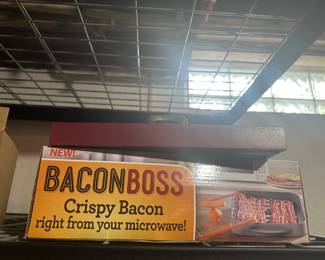 NEW!
BACONBOSS
Crispy Bacon
right from your microwave!